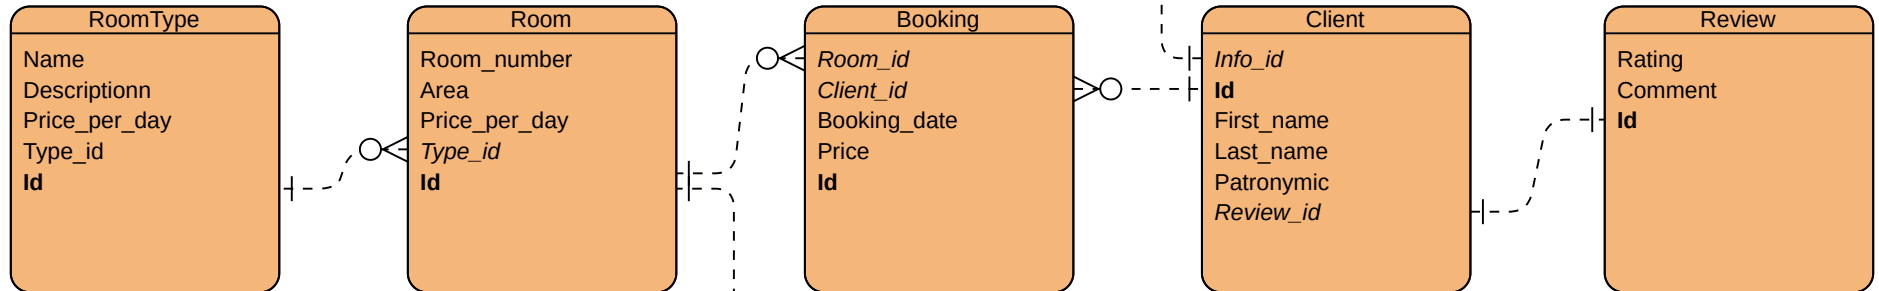 RoomType
Name
Descriptionn
Price_per_day
Type_id
Id
Room
Room_number
Area
Price_per_day
Type_id
Id
Booking
Room_id
Client_id
Booking_date
Price
Id
Client
Info_id
Id
First_name
Last_name
Patronymic
Review_id
Review
Rating
Comment
Id